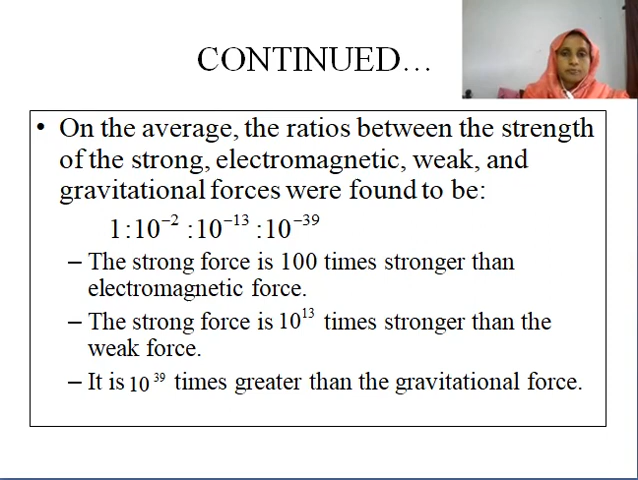 CONTINUED…
• On the average, the ratios between the strength
of the strong, electromagnetic, weak, and
gravitational forces were found to be:
1 : 10⁻² : 10⁻¹³ : 10⁻³⁹
– The strong force is 100 times stronger than
electromagnetic force.
– The strong force is 10¹³ times stronger than the
weak force.
– It is 10³⁹ times greater than the gravitational force.